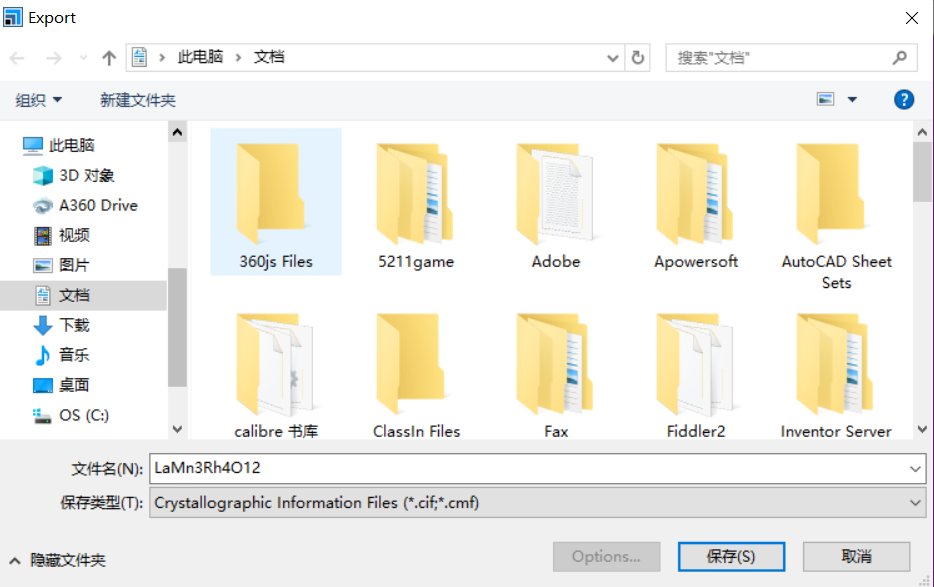 Export
此电脑 › 文档
搜索"文档"
组织
新建文件夹
此电脑
3D 对象
A360 Drive
视频
图片
文档
下载
音乐
桌面
OS (C:)
360js Files
5211game
Adobe
Apowersoft
AutoCAD Sheet
Sets
calibre 书库
ClassIn Files
Fax
Fiddler2
Inventor Server
文件名(N):
LaMn3Rh4O12
保存类型(T):
Crystallographic Information Files (*.cif;*.cmf)
隐藏文件夹
Options...
保存(S)
取消